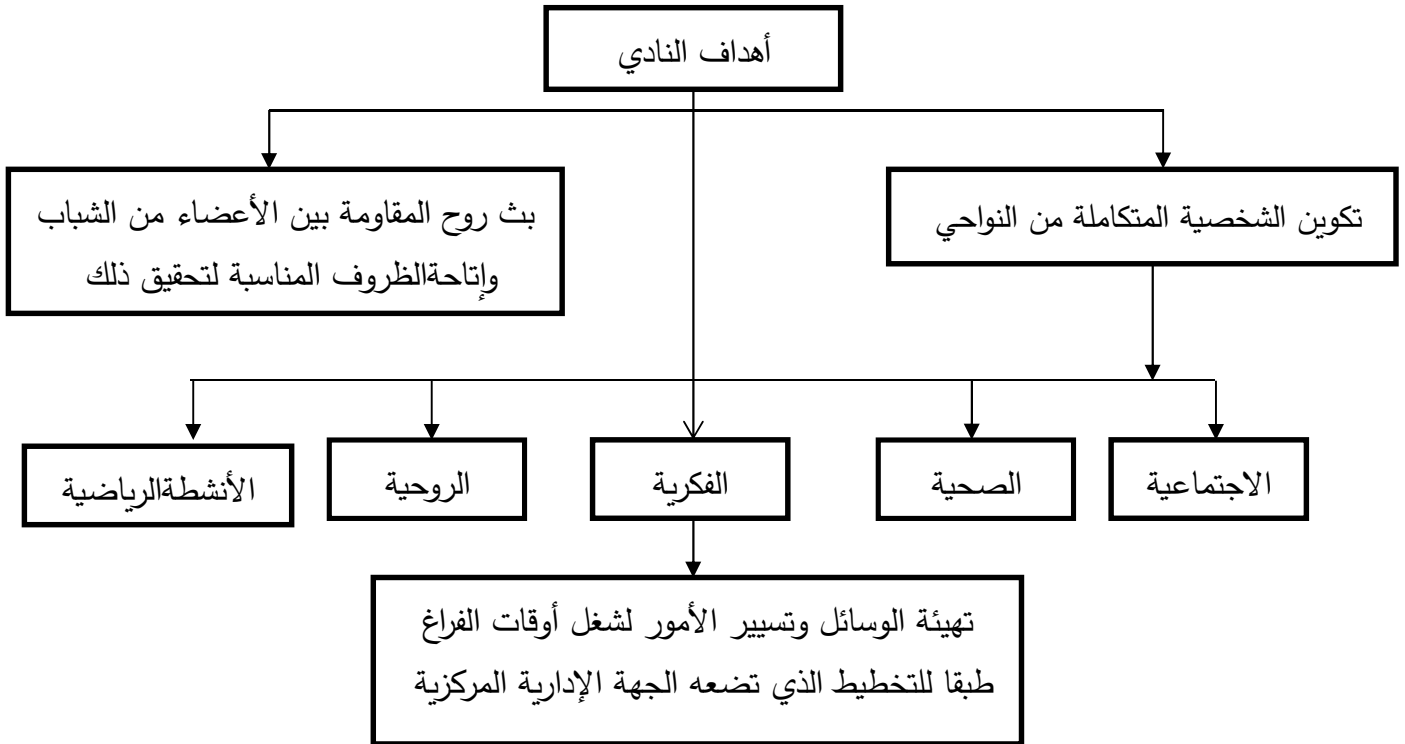 أهداف النادي
تكوين الشخصية المتكاملة من النواحي
بث روح المقاومة بين الأعضاء من الشباب
وإتاحةالظروف المناسبة لتحقيق ذلك
الاجتماعية
الصحية
الفكرية
الروحية
الأنشطةالرياضية
تهيئة الوسائل وتسيير الأمور لشغل أوقات الفراغ
طبقا للتخطيط الذي تضعه الجهة الإدارية المركزية